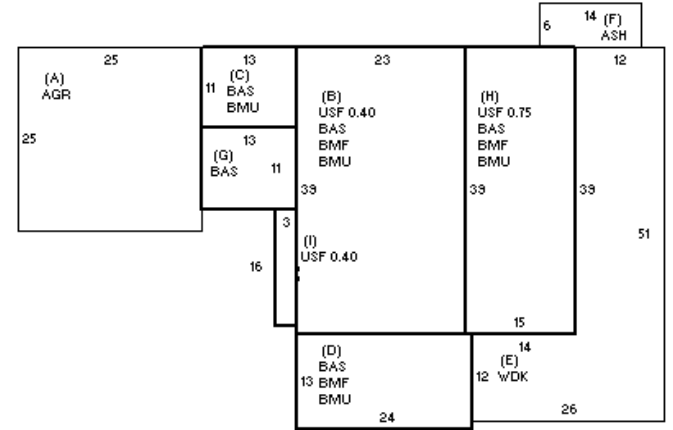 6 14 (F)
ASH
25
(A)
AGR
25
13
(C)
11 BAS
BMU
13
(G)
BAS 11
23
(B)
USF 0.40
BAS
BMF
BMU
39
(H)
USF 0.75
BAS
BMF
BMU
39
15
12
39
51
3
16
(I)
USF 0.40
(D)
BAS
13 BMF
BMU
24
14
(E)
12 WDK
26